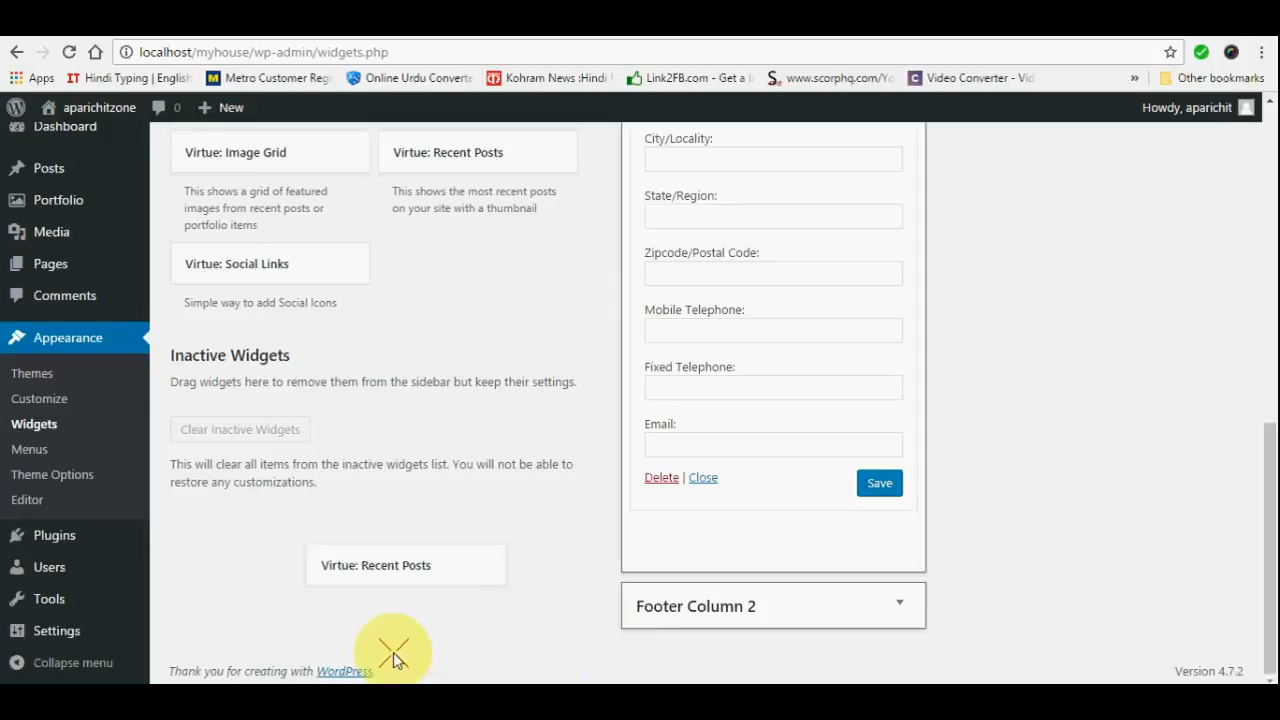 localhost/myhouse/wp-admin/widgets.php
Apps
Hindi Typing | English
Metro Customer Reg
Online Urdu Converte
Kohram News :Hindi
Link2FB.com - Get a l
www.scorphq.com/Yo
Video Converter - Vid
»
Other bookmarks
aparichitzone
0
New
Howdy, aparichit
Dashboard
Posts
Portfolio
Media
Pages
Comments
Appearance
Themes
Customize
Widgets
Menus
Theme Options
Editor
Plugins
Users
Tools
Settings
Collapse menu
Virtue: Image Grid
This shows a grid of featured
images from recent posts or
portfolio items
Virtue: Recent Posts
This shows the most recent posts
on your site with a thumbnail
Virtue: Social Links
Simple way to add Social Icons
Inactive Widgets
Drag widgets here to remove them from the sidebar but keep their settings.
Clear Inactive Widgets
This will clear all items from the inactive widgets list. You will not be able to
restore any customizations.
Virtue: Recent Posts
City/Locality:
State/Region:
Zipcode/Postal Code:
Mobile Telephone:
Fixed Telephone:
Email:
Delete | Close
Save
Footer Column 2
Thank you for creating with WordPress.
Version 4.7.2